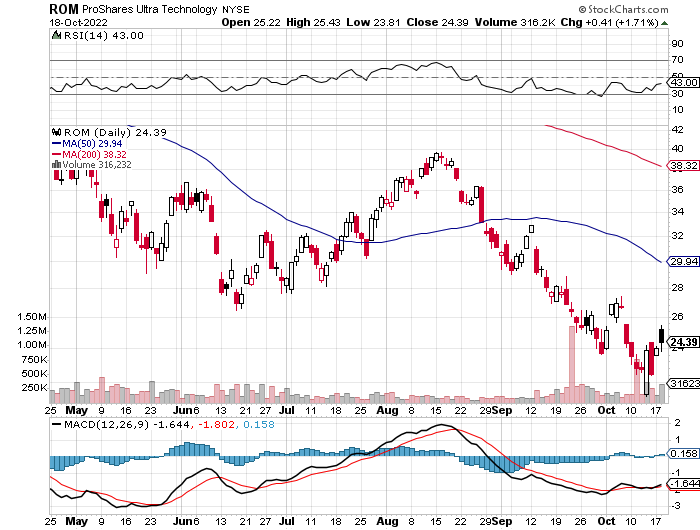 ROM ProShares Ultra Technology NYSE © StockCharts.com
18-Oct-2022 Open 25.22 High 25.43 Low 23.81 Close 24.39 Volume 316.2K Chg +0.41 (+1.71%)
RSI(14) 43.00
90
70
50
43.00
30
10
ROM (Daily) 24.39
MA(50) 29.94
MA(200) 38.32
Volume 316,232
42
40
38.32
36
34
32
29.94
28
26
24.39
24
31623
1.50M
1.25M
1.00M
750K
500K
250K
25 May 9 16 23 Jun 6 13 21 27 Jul 11 18 25 Aug 8 15 22 29 Sep 12 19 26 Oct 10 17
MACD(12,26,9) -1.644, -1.802, 0.158
2
1
0.158
-1
-1.644
-2
-3
25 May 9 16 23 Jun 6 13 21 27 Jul 11 18 25 Aug 8 15 22 29 Sep 12 19 26 Oct 10 17